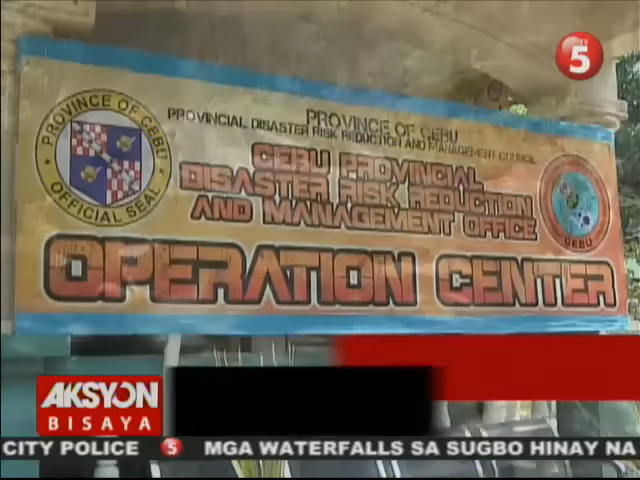 5
PROVINCE OF CEBU
OFFICIAL SEAL
PROVINCE OF CEBU
PROVINCIAL DISASTER RISK REDUCTION AND MANAGEMENT COUNCIL
CEBU PROVINCIAL
DISASTER RISK REDUCTION
AND MANAGEMENT OFFICE
CEBU
OPERATION CENTER
AKSYON
BISAYA
CITY POLICE 5 MGA WATERFALLS SA SUGBO HINAY NA